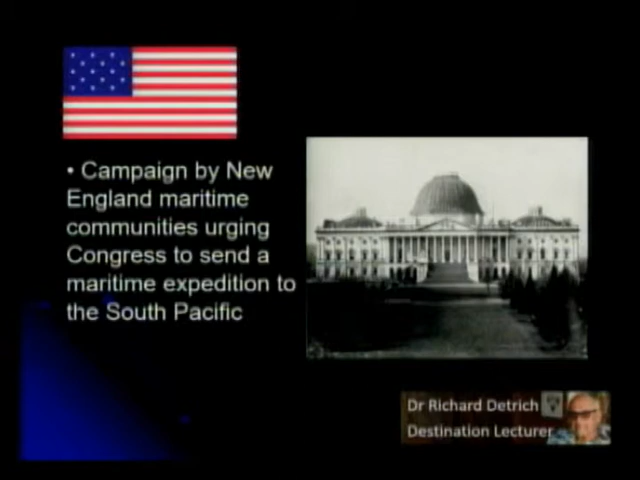 • Campaign by New
England maritime
communities urging
Congress to send a
maritime expedition to
the South Pacific
Dr Richard Detrich
Destination Lecturer